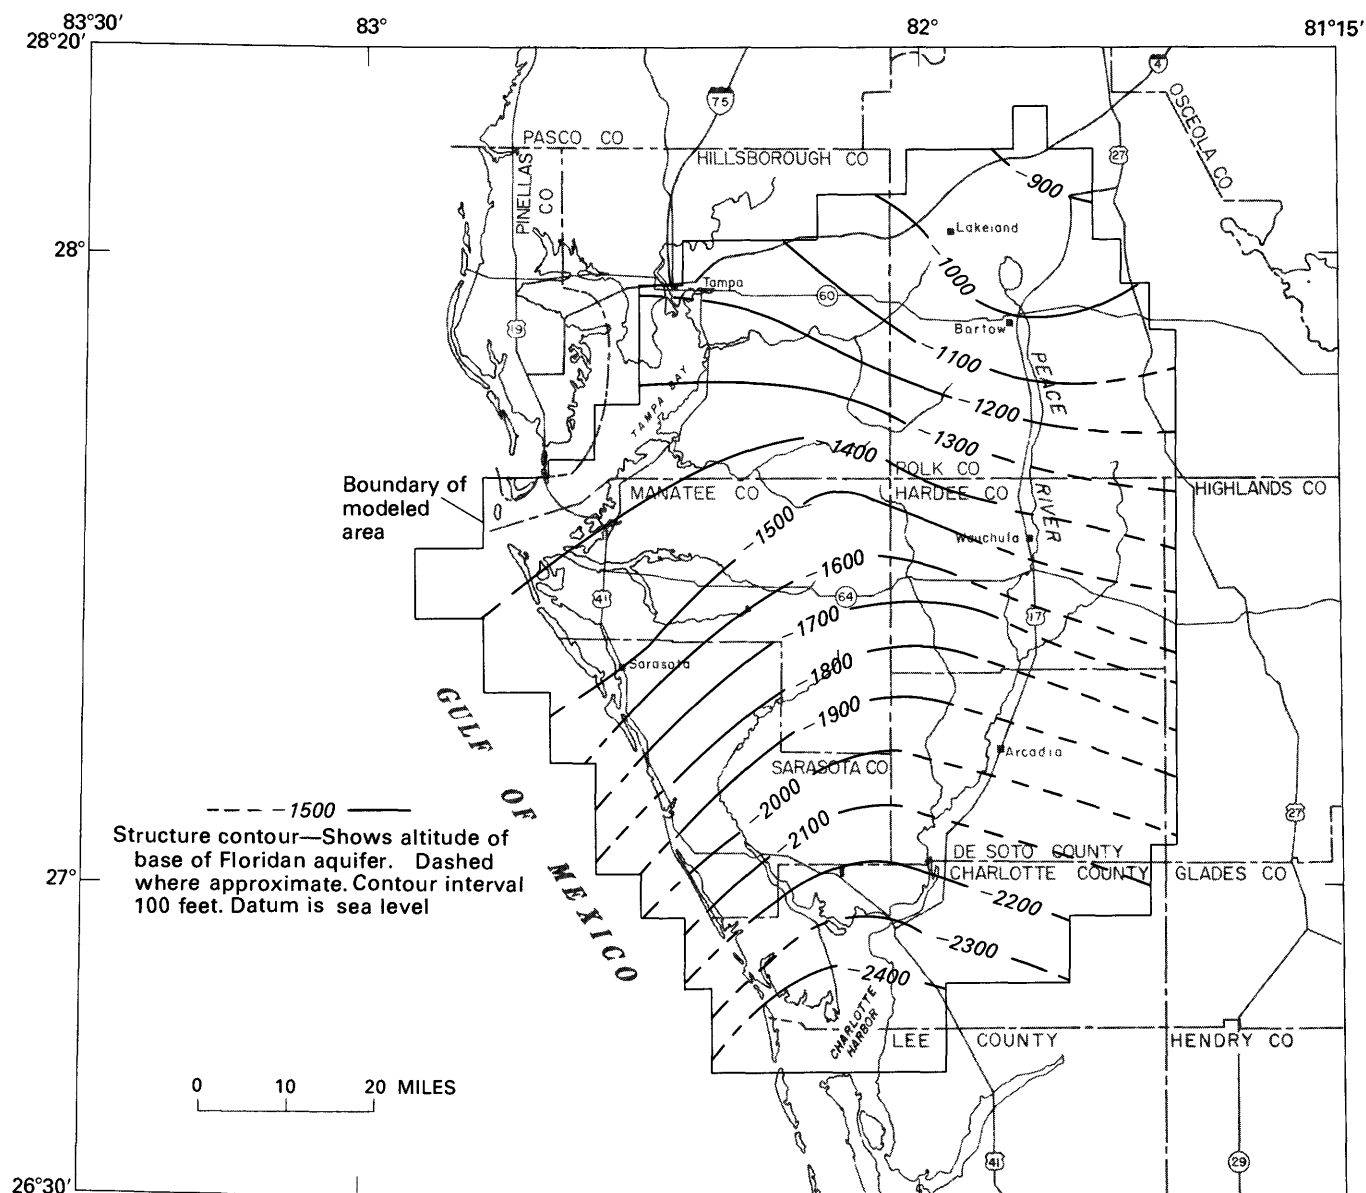 83°30'
83°
82°
81°15'
28°20'
4
75
OSCEOLA CO
PASCO CO
HILLSBOROUGH CO
27
PINELLAS CO
-900
28°
Lakeland
-1000
Tampa
60
19
Bartow
-1100
PEACE RIVER
TAMPA BAY
-1200
-1300
-1400
POLK CO
Boundary of
modeled
area
MANATEE CO
HARDEE CO
HIGHLANDS CO
-1500
Wauchula
-1600
64
41
-1700
17
Sarasota
-1800
-1900
GULF OF MEXICO
Arcadia
SARASOTA CO
-2000
27
-2100
-1500
Structure contour—Shows altitude of
base of Floridan aquifer. Dashed
where approximate. Contour interval
100 feet. Datum is sea level
DE SOTO COUNTY
27°
CHARLOTTE COUNTY
GLADES CO
-2200
-2300
-2400
CHARLOTTE
HARBOR
LEE COUNTY
HENDRY CO
0 10 20 MILES
41
29
26°30'